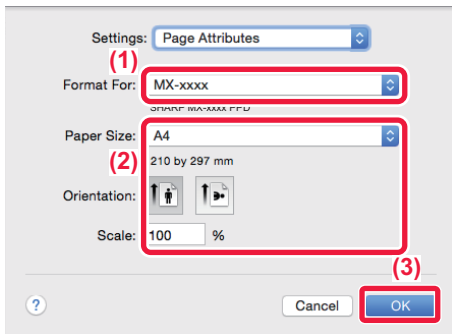 Settings: Page Attributes
(1)
Format For: MX-xxxx
SHARP MX-xxxx PPD
Paper Size: A4
(2) 210 by 297 mm
Orientation:
Scale: 100 %
(3)
? Cancel OK